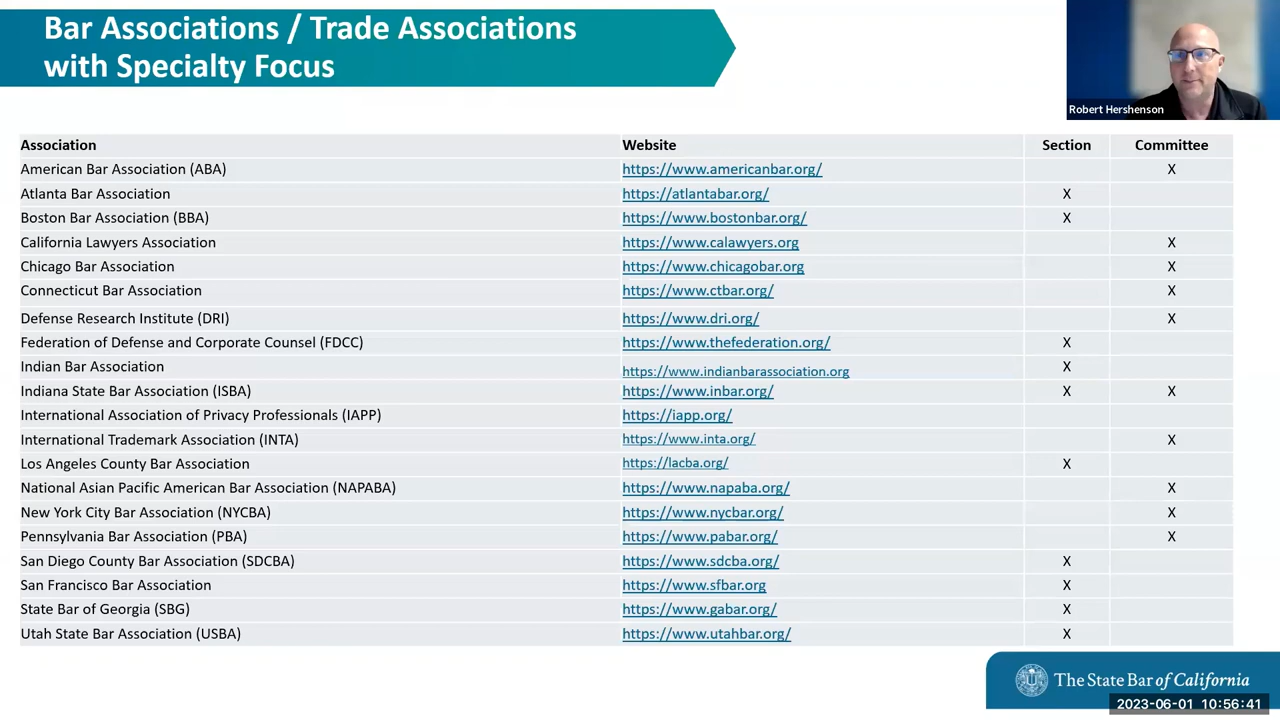 Bar Associations / Trade Associations
with Specialty Focus
Robert Hershenson
Association Website Section Committee
American Bar Association (ABA) https://www.americanbar.org/ X
Atlanta Bar Association https://atlantabar.org/ X
Boston Bar Association (BBA) https://www.bostonbar.org/ X
California Lawyers Association https://www.calawyers.org X
Chicago Bar Association https://www.chicagobar.org X
Connecticut Bar Association https://www.ctbar.org/ X
Defense Research Institute (DRI) https://www.dri.org/ X
Federation of Defense and Corporate Counsel (FDCC) https://www.thefederation.org/ X
Indian Bar Association https://www.indianbarassociation.org X
Indiana State Bar Association (ISBA) https://www.inbar.org/ X X
International Association of Privacy Professionals (IAPP) https://iapp.org/
International Trademark Association (INTA) https://www.inta.org/ X
Los Angeles County Bar Association https://lacba.org/ X
National Asian Pacific American Bar Association (NAPABA) https://www.napaba.org/ X
New York City Bar Association (NYCBA) https://www.nycbar.org/ X
Pennsylvania Bar Association (PBA) https://www.pabar.org/ X
San Diego County Bar Association (SDCBA) https://www.sdcba.org/ X
San Francisco Bar Association https://www.sfbar.org X
State Bar of Georgia (SBG) https://www.gabar.org/ X
Utah State Bar Association (USBA) https://www.utahbar.org/ X
The State Bar of California
2023-06-01 10:56:41